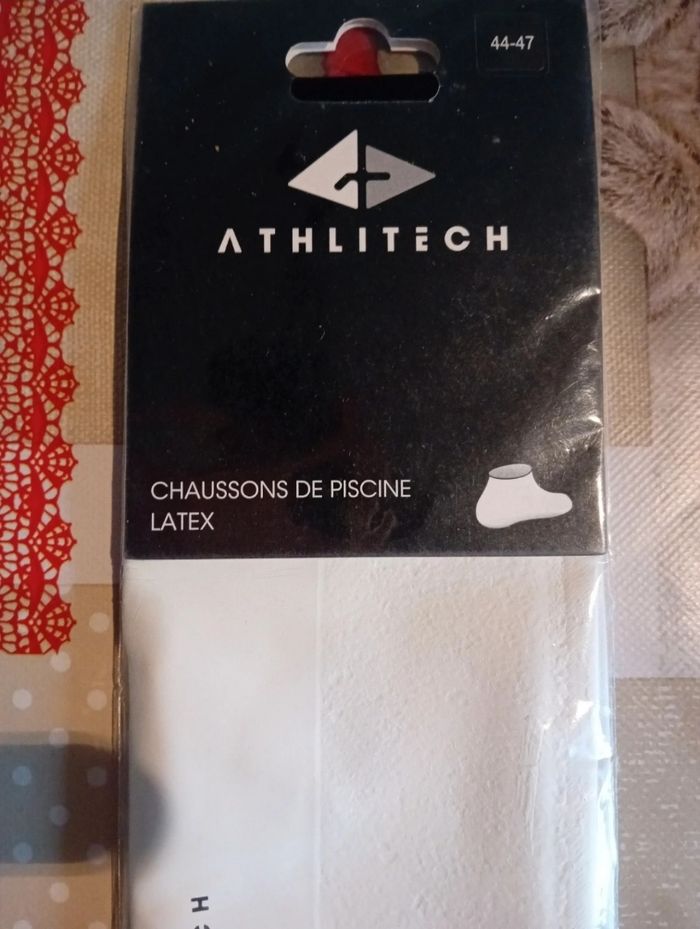 44-47
ATHLITECH
CHAUSSONS DE PISCINE
LATEX